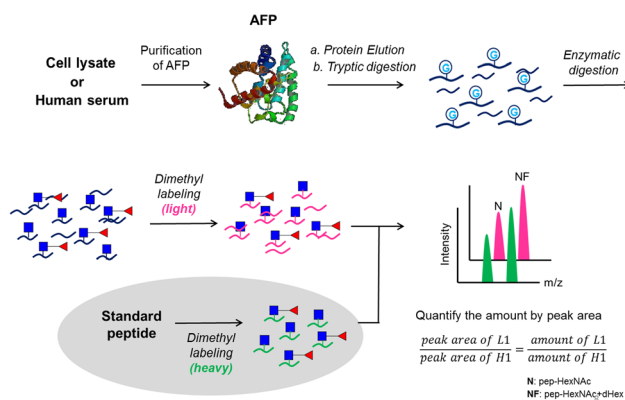 AFP
Cell lysate
or
Human serum
Purification
of AFP
a. Protein Elution
b. Tryptic digestion
G
G
G
G
G
G
Enzymatic
digestion
Dimethyl
labeling
(light)
NF
N
Intensity
m/z
Standard
peptide
Dimethyl
labeling
(heavy)
Quantify the amount by peak area
peak area of L1 / peak area of H1 = amount of L1 / amount of H1
N: pep-HexNAc
NF: pep-HexNAc+dHex